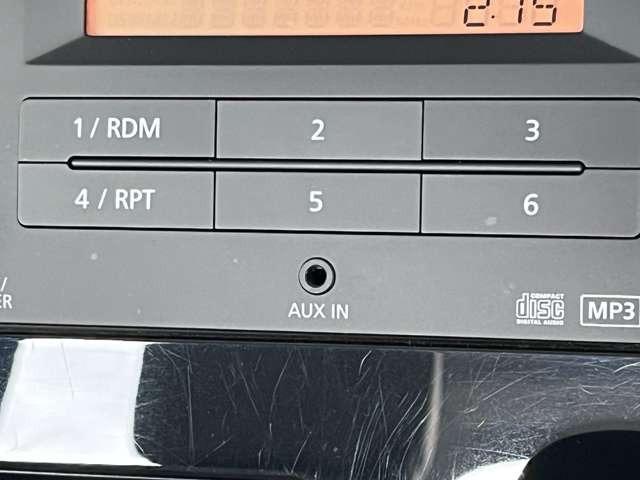 2:15
1 / RDM
2
3
4 / RPT
5
6
AUX IN
COMPACT
disc
DIGITAL AUDIO
MP3